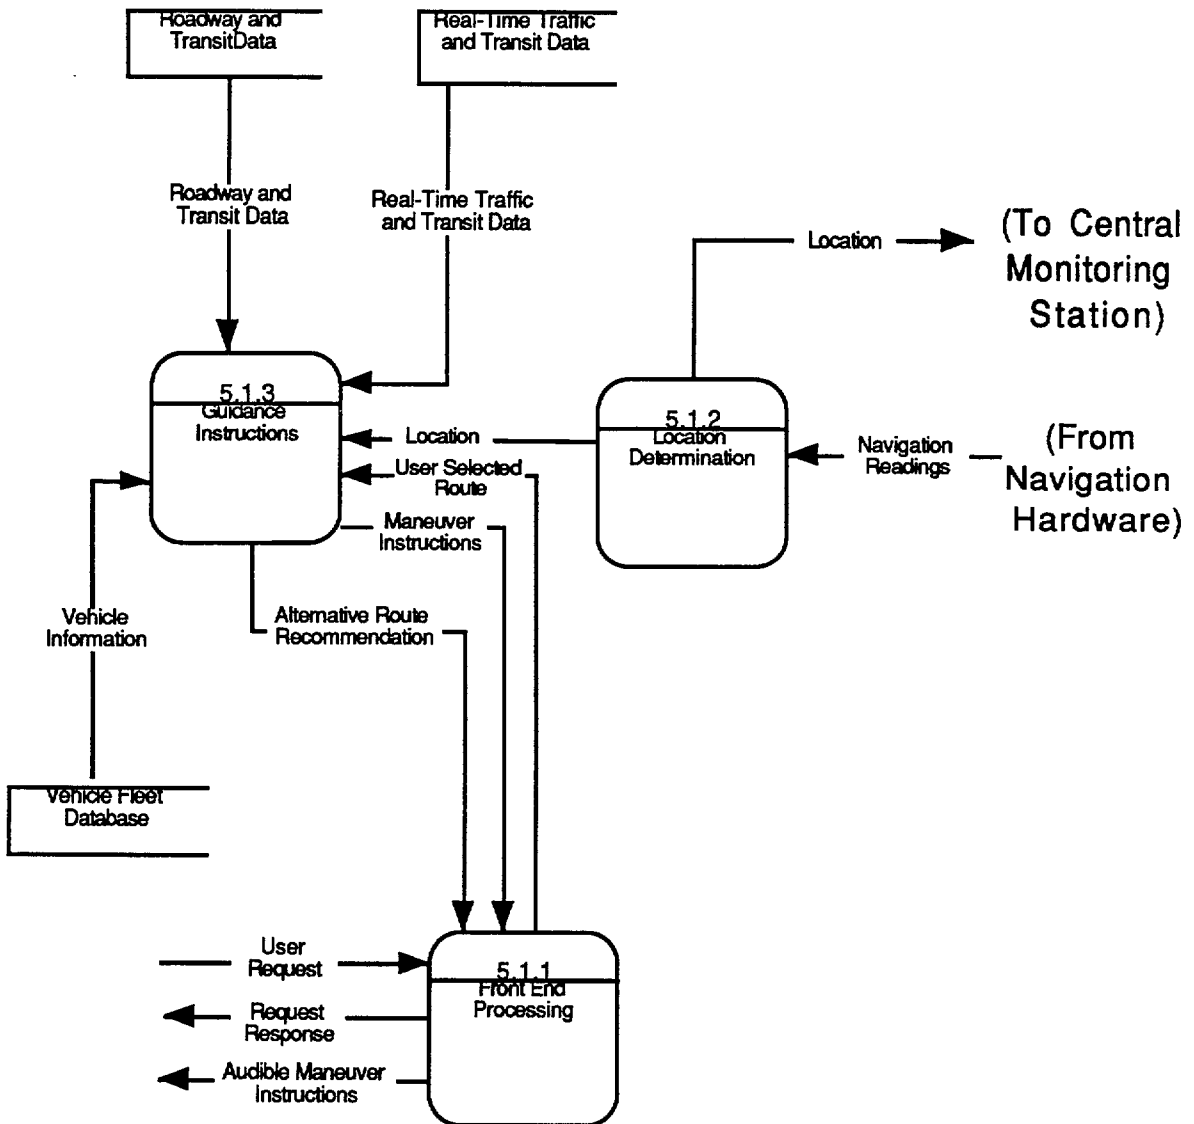 Roadway and
TransitData
Real-Time Traffic
and Transit Data
Roadway and
Transit Data
Real-Time Traffic
and Transit Data
Location
(To Central
Monitoring
Station)
5.1.3
Guidance
Instructions
Location
User Selected
Route
Maneuver
Instructions
5.1.2
Location
Determination
Navigation
Readings
(From
Navigation
Hardware)
Vehicle
Information
Alternative Route
Recommendation
Vehicle Fleet
Database
User
Request
Request
Response
Audible Maneuver
Instructions
5.1.1
Front End
Processing